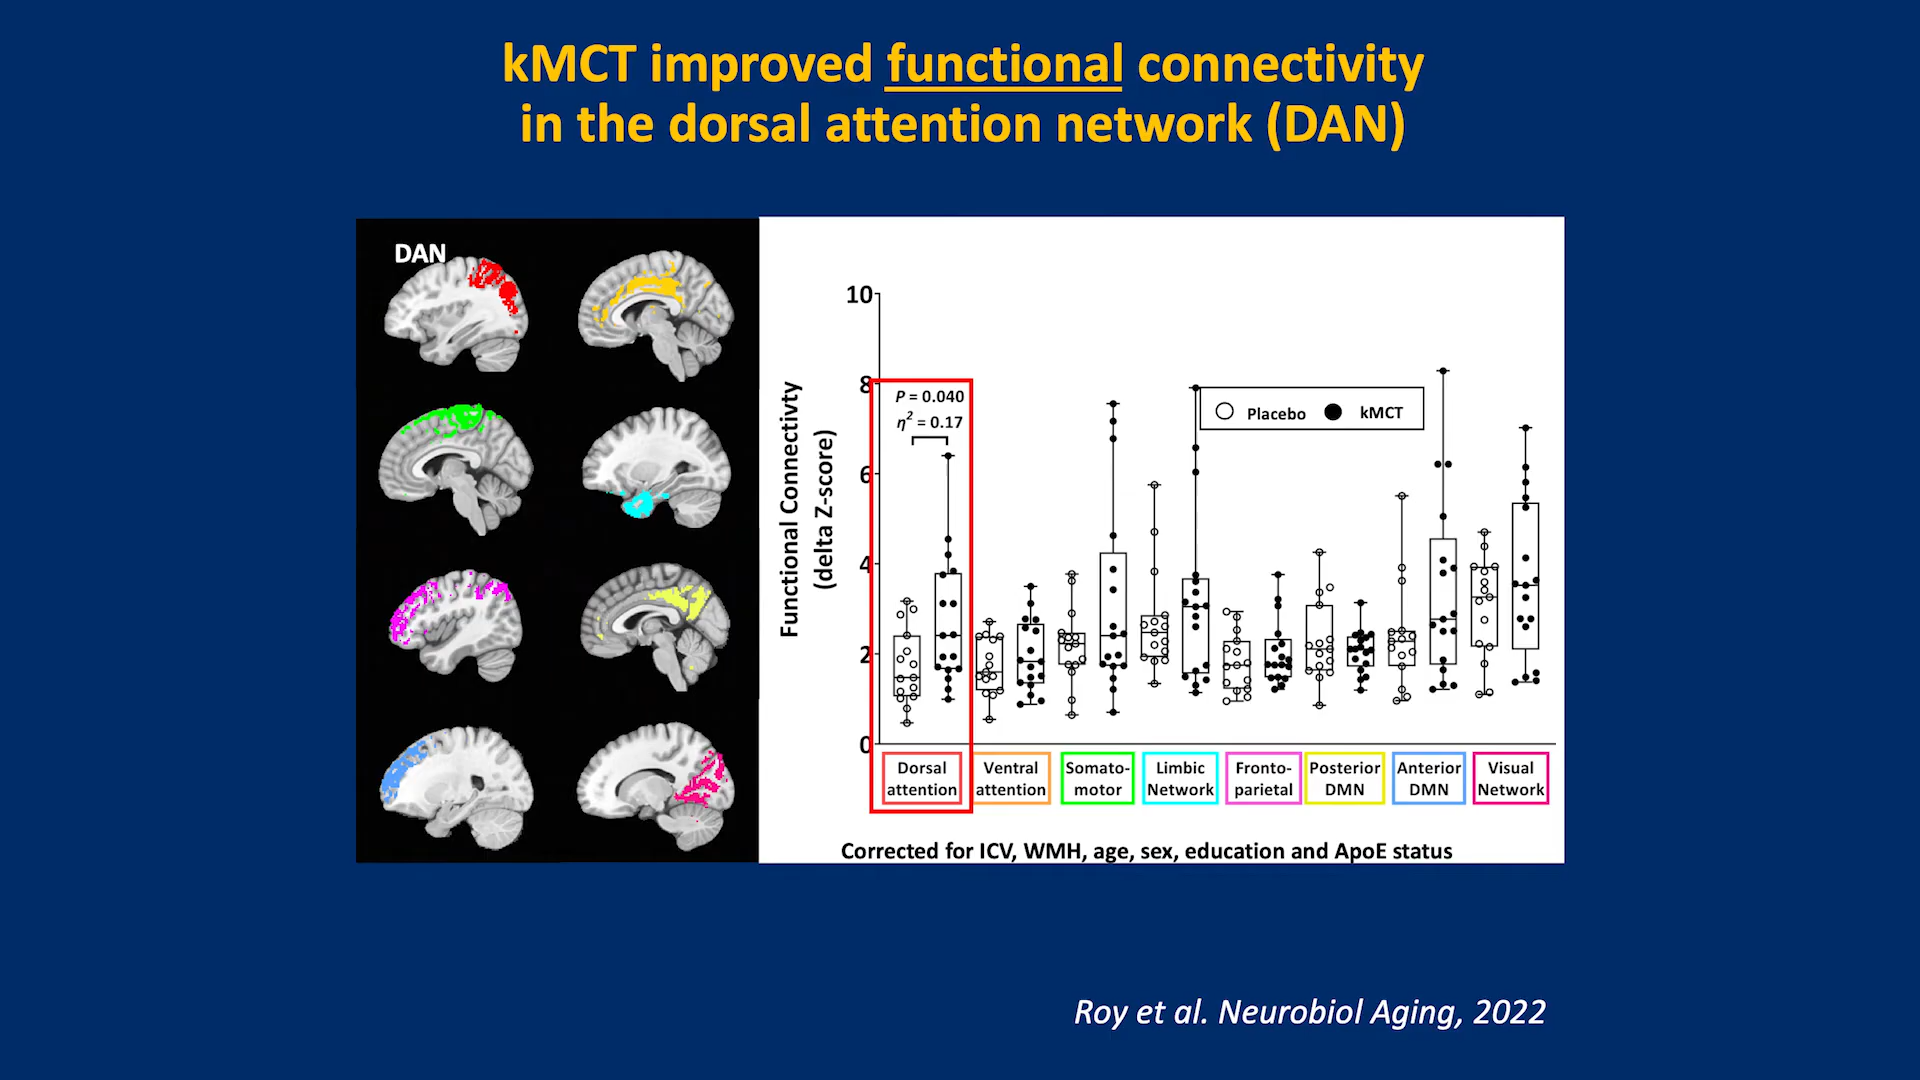 kMCT improved functional connectivity
in the dorsal attention network (DAN)
DAN
Functional Connectivty
(delta Z-score)
10
8
6
4
2
0
P = 0.040
η² = 0.17
Placebo
kMCT
Dorsal
attention
Ventral
attention
Somato-
motor
Limbic
Network
Fronto-
parietal
Posterior
DMN
Anterior
DMN
Visual
Network
Corrected for ICV, WMH, age, sex, education and ApoE status
Roy et al. Neurobiol Aging, 2022